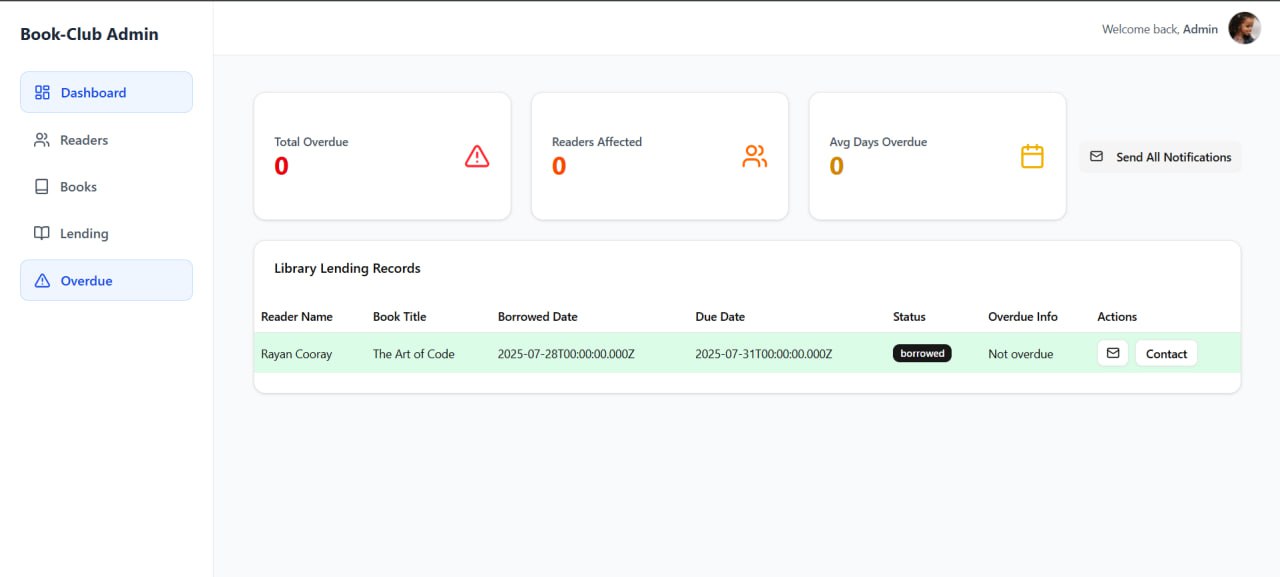 Book-Club Admin
Welcome back, Admin
Dashboard
Readers
Books
Lending
Overdue
Total Overdue
0
Readers Affected
0
Avg Days Overdue
0
Send All Notifications
Library Lending Records
Reader Name Book Title Borrowed Date Due Date Status Overdue Info Actions
Rayan Cooray The Art of Code 2025-07-28T00:00:00.000Z 2025-07-31T00:00:00.000Z borrowed Not overdue Contact